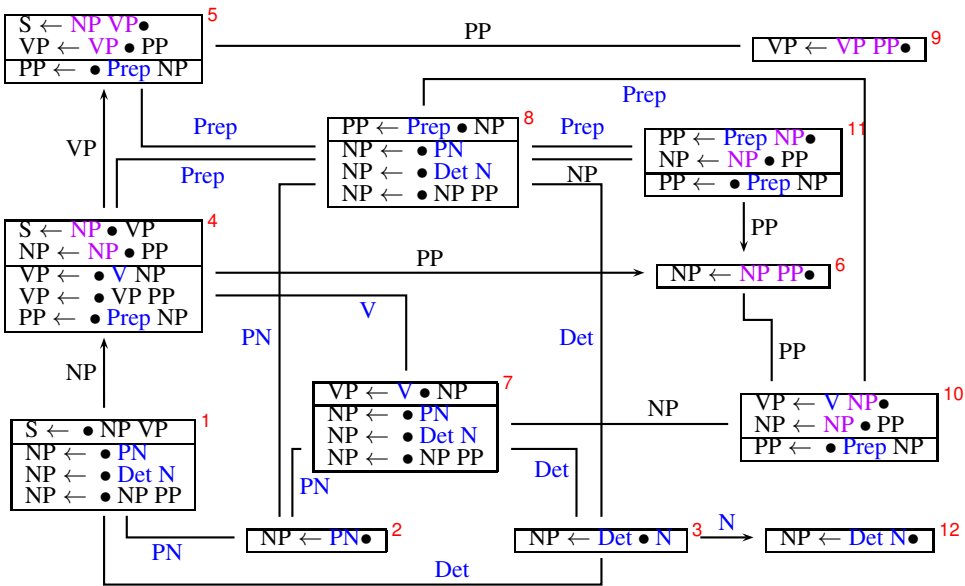 5
S ← NP VP●
VP ← VP ● PP
PP ← ● Prep NP
PP
VP ← VP PP●
9
Prep
VP
Prep
Prep
8
PP ← Prep ● NP
NP ← ● PN
NP ← ● Det N
NP ← ● NP PP
Prep
NP
11
PP ← Prep NP●
NP ← NP ● PP
PP ← ● Prep NP
PP
4
S ← NP ● VP
NP ← NP ● PP
VP ← ● V NP
VP ← ● VP PP
PP ← ● Prep NP
PP
NP ← NP PP●
6
V
PN
Det
PP
NP
7
VP ← V ● NP
NP ← ● PN
NP ← ● Det N
NP ← ● NP PP
NP
10
VP ← V NP●
NP ← NP ● PP
PP ← ● Prep NP
1
S ← ● NP VP
NP ← ● PN
NP ← ● Det N
NP ← ● NP PP
PN
Det
PN
NP ← PN●
2
NP ← Det ● N
3
N
NP ← Det N●
12
Det